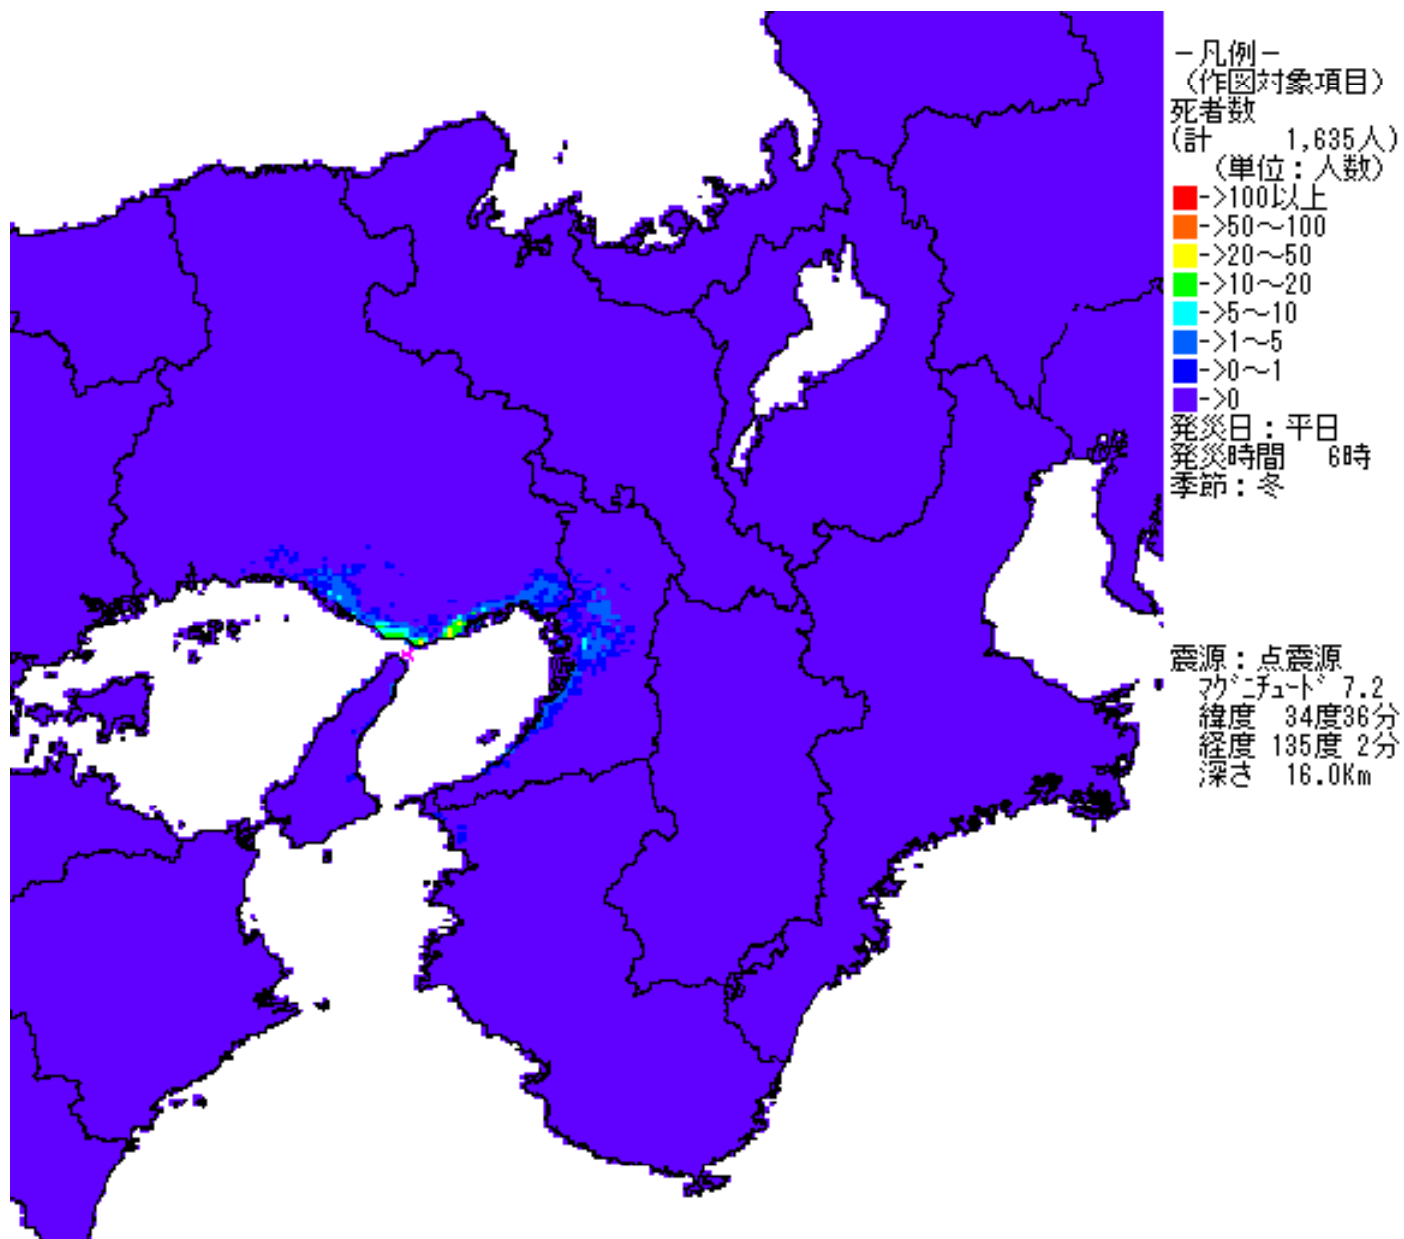 －凡例－
（作図対象項目）
死者数
(計　　　1,635人)
（単位：人数）
->100以上
->50～100
->20～50
->10～20
->5～10
->1～5
->0～1
->0
発災日：平日
発災時間　　6時
季節：冬
震源：点震源
ﾏｸﾞﾆﾁｭｰﾄﾞ 7.2
緯度　34度36分
経度 135度 2分
深さ　16.0Km